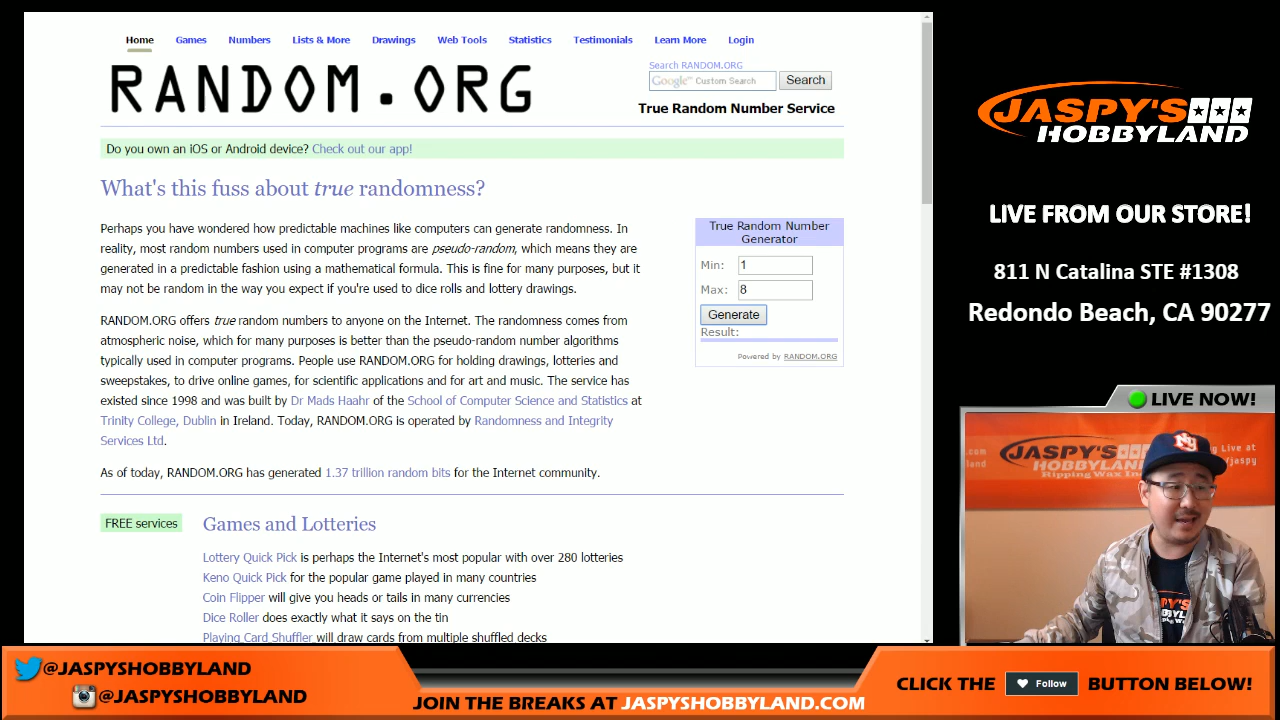 Home Games Numbers Lists & More Drawings Web Tools Statistics Testimonials Learn More Login
RANDOM.ORG
Search RANDOM.ORG
Google™ Custom Search Search
True Random Number Service
Do you own an iOS or Android device? Check out our app!
What's this fuss about true randomness?
Perhaps you have wondered how predictable machines like computers can generate randomness. In
reality, most random numbers used in computer programs are pseudo-random, which means they are
generated in a predictable fashion using a mathematical formula. This is fine for many purposes, but it
may not be random in the way you expect if you're used to dice rolls and lottery drawings.
RANDOM.ORG offers true random numbers to anyone on the Internet. The randomness comes from
atmospheric noise, which for many purposes is better than the pseudo-random number algorithms
typically used in computer programs. People use RANDOM.ORG for holding drawings, lotteries and
sweepstakes, to drive online games, for scientific applications and for art and music. The service has
existed since 1998 and was built by Dr Mads Haahr of the School of Computer Science and Statistics at
Trinity College, Dublin in Ireland. Today, RANDOM.ORG is operated by Randomness and Integrity
Services Ltd.
As of today, RANDOM.ORG has generated 1.37 trillion random bits for the Internet community.
True Random Number
Generator
Min: 1
Max: 8
Generate
Result:
Powered by RANDOM.ORG
FREE services
Games and Lotteries
Lottery Quick Pick is perhaps the Internet's most popular with over 280 lotteries
Keno Quick Pick for the popular game played in many countries
Coin Flipper will give you heads or tails in many currencies
Dice Roller does exactly what it says on the tin
Playing Card Shuffler will draw cards from multiple shuffled decks
JASPY'S
HOBBYLAND
LIVE FROM OUR STORE!
811 N Catalina STE #1308
Redondo Beach, CA 90277
LIVE NOW!
JASPY'S
HOBBYLAND
Ripping Wax
.com
land
ng Live at
/jaspy
NY
@JASPYSHOBBYLAND
@JASPYSHOBBYLAND
JOIN THE BREAKS AT JASPYSHOBBYLAND.COM
CLICK THE Follow BUTTON BELOW!